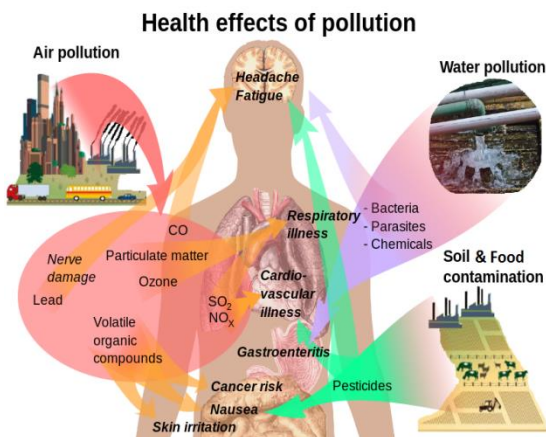 Health effects of pollution
Air pollution
Water pollution
Headache
Fatigue
- Bacteria
- Parasites
- Chemicals
CO
Respiratory
illness
Nerve
damage
Particulate matter
Ozone
Lead
Cardio-
vascular
illness
SO2
NOX
Soil & Food
contamination
Volatile
organic
compounds
Gastroenteritis
Cancer risk
Pesticides
Nausea
Skin irritation